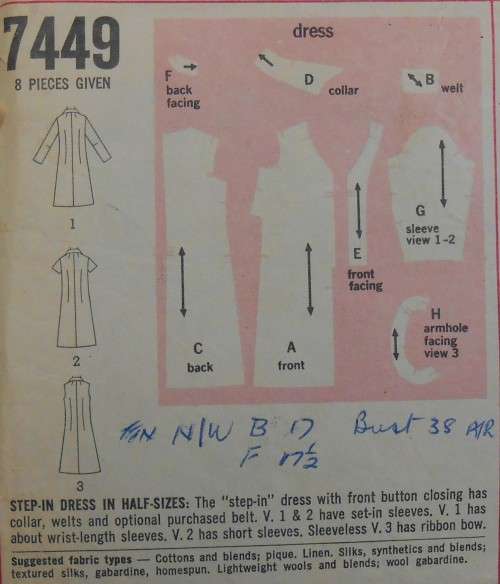 7449
8 PIECES GIVEN
1
2
3
dress
F
back
facing
D
collar
B
welt
G
sleeve
view 1-2
E
front
facing
H
armhole
facing
view 3
C
back
A
front
N/W B 17 Bust 38
F 17½
STEP-IN DRESS IN HALF-SIZES: The "step-in" dress with front button closing has
collar, welts and optional purchased belt. V. 1 & 2 have set-in sleeves. V. 1 has
about wrist-length sleeves. V. 2 has short sleeves. Sleeveless V. 3 has ribbon bow.
Suggested fabric types — Cottons and blends; pique. Linen. Silks, synthetics and blends;
textured silks, gabardine, homespun. Lightweight wools and blends; wool gabardine.